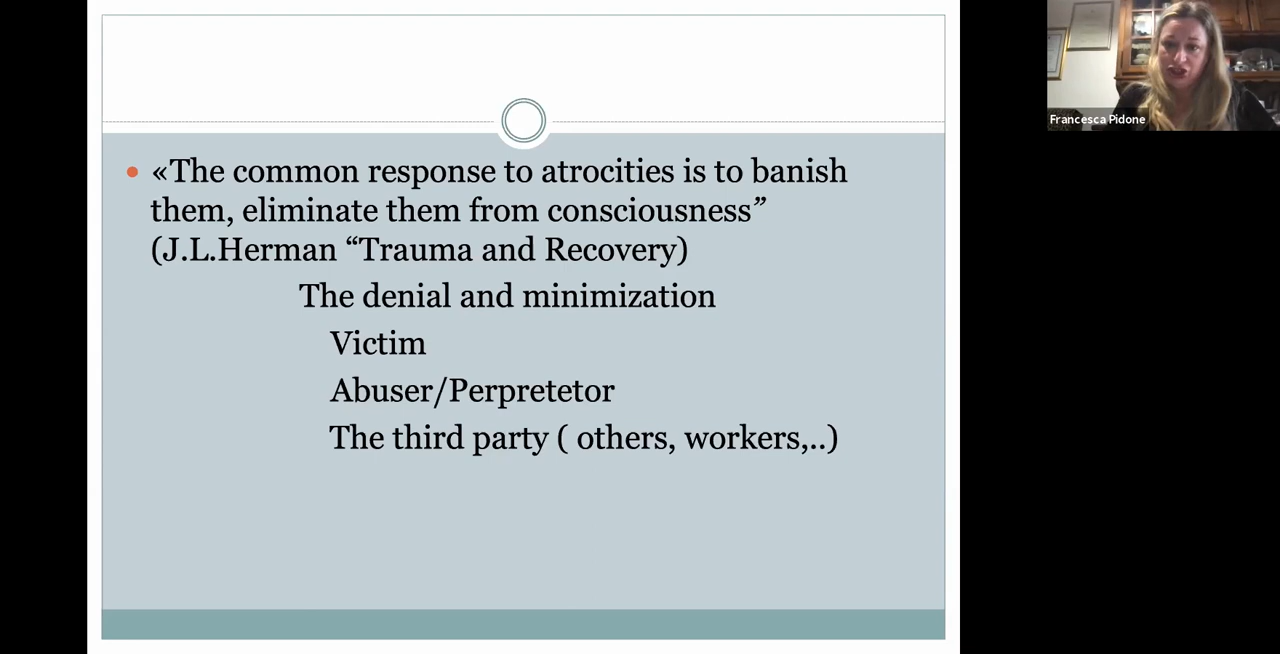 «The common response to atrocities is to banish
them, eliminate them from consciousness”
(J.L.Herman “Trauma and Recovery)
The denial and minimization
Victim
Abuser/Perpretetor
The third party ( others, workers,..)
Francesca Pidone